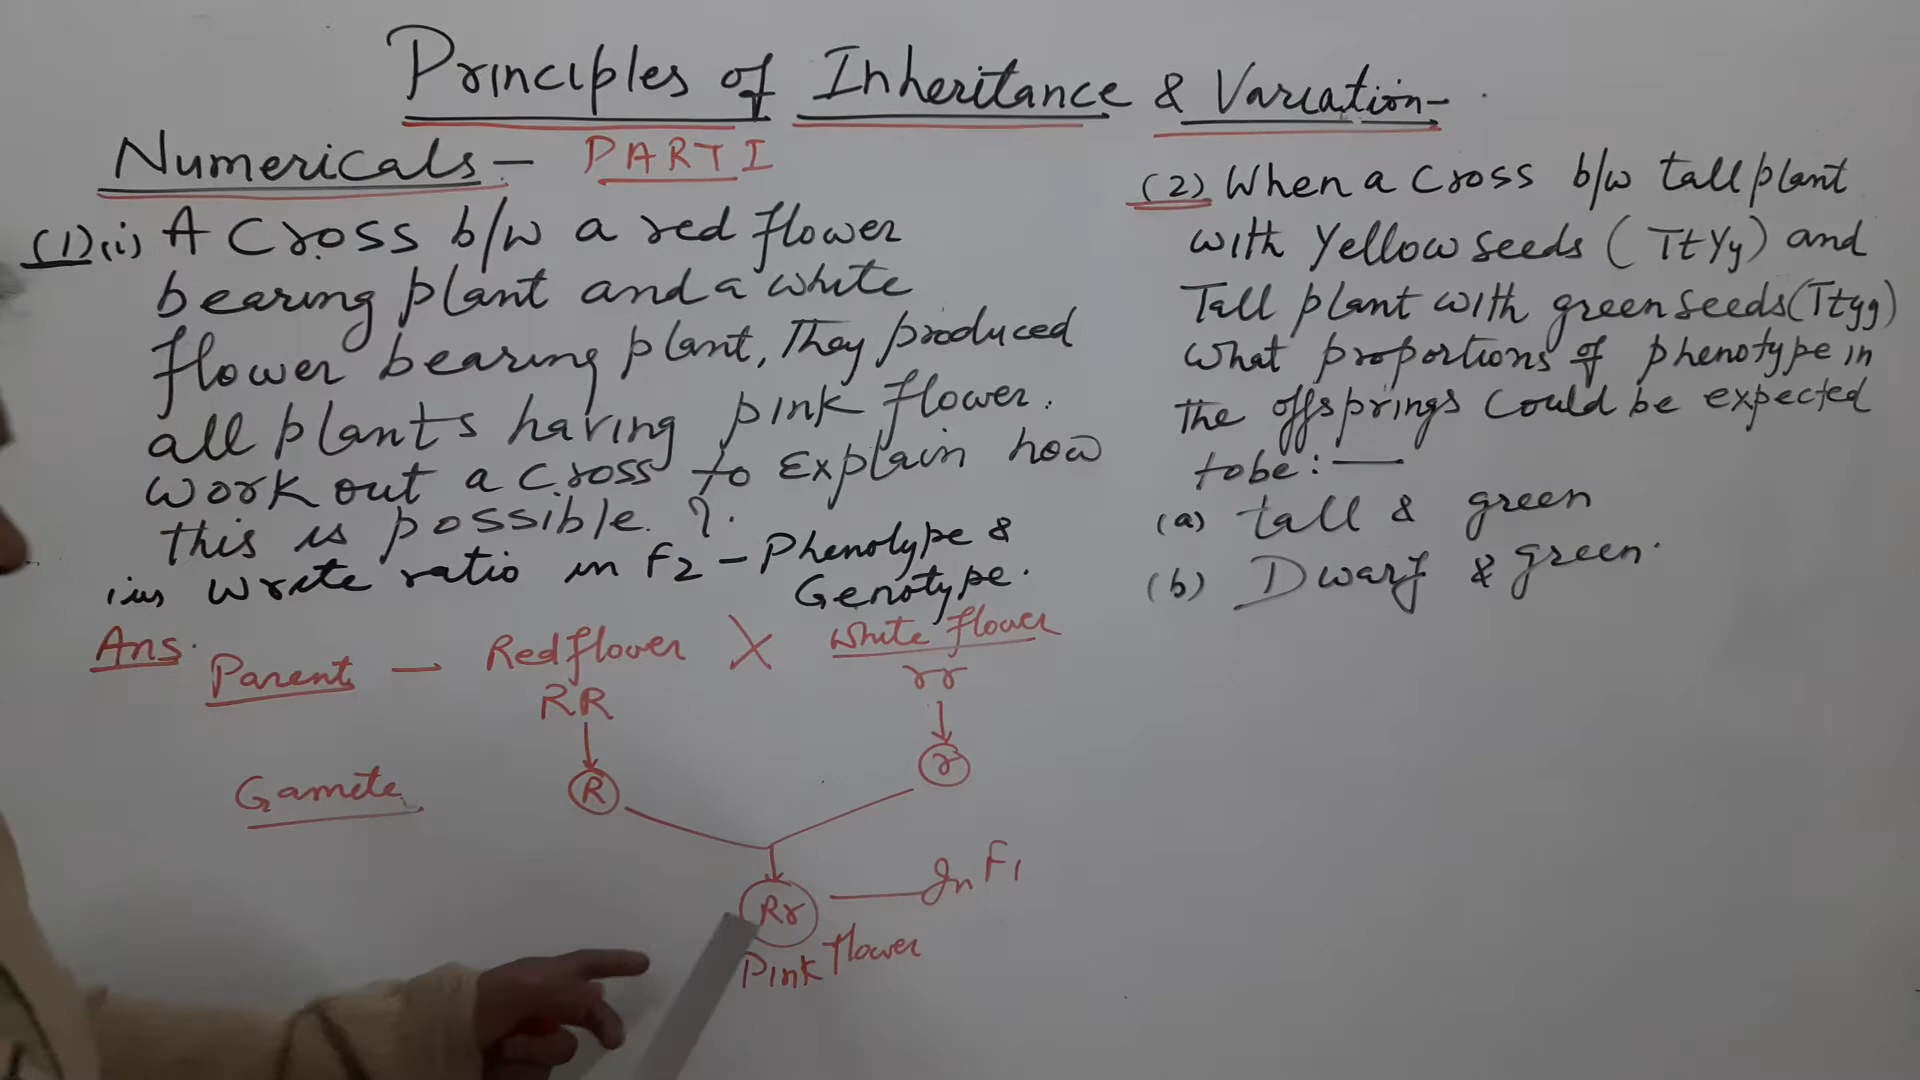 Principles of Inheritance & Variation-
Numericals - PART I
(1)(i) A Cross b/w a red flower
bearing plant and a white
flower bearing plant, They produced
all plants having pink flower.
work out a cross to explain how
this is possible ?
(ii) Write ratio in F2 - Phenotype &
Genotype.
Ans. Parent - Red flower X White flower
RR rr
Gamete R r
Rr - In F1
Pink flower
(2) When a Cross b/w tall plant
with Yellow seeds (TtYy) and
Tall plant with green seeds (Ttyy)
What proportions of phenotype in
the offsprings could be expected
to be : —
(a) tall & green
(b) Dwarf & green.